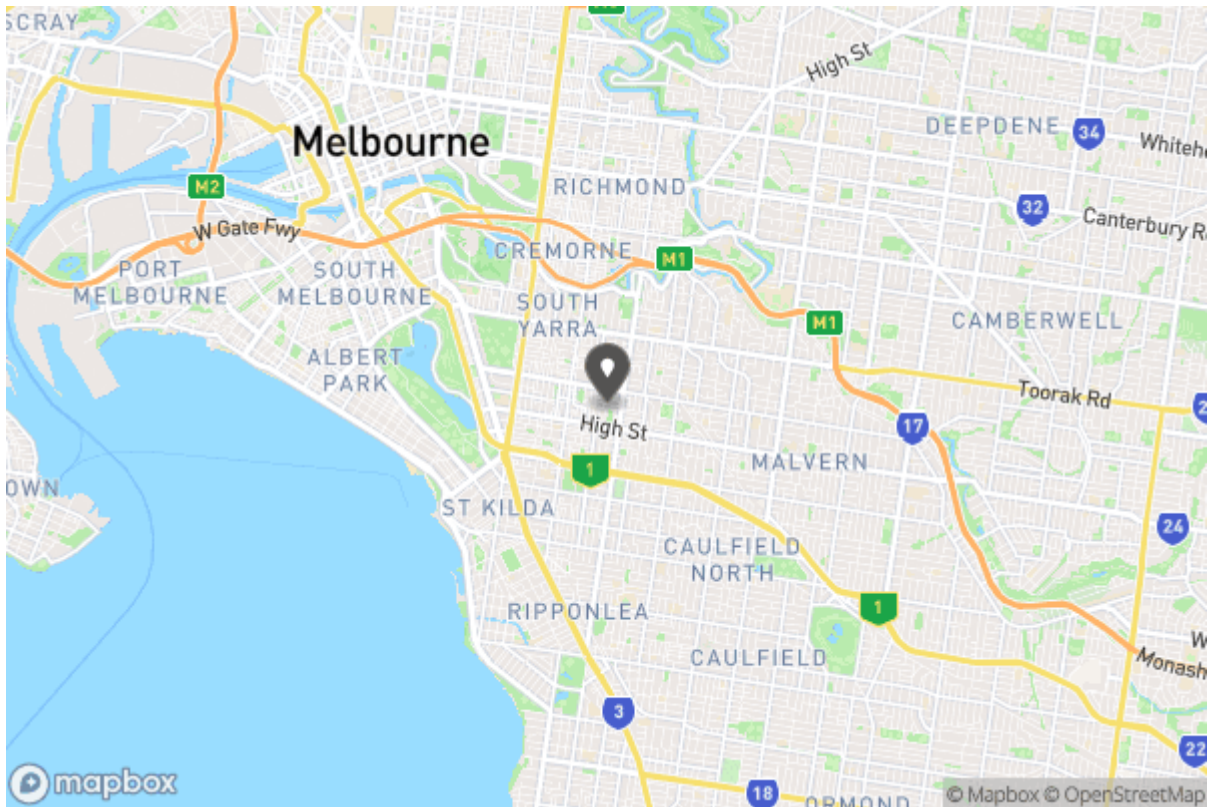 SCRAY
High St
DEEPDENE
34
Whiteh
Melbourne
M2
RICHMOND
32
Canterbury R
W Gate Fwy
CREMORNE
M1
PORT
MELBOURNE
SOUTH
MELBOURNE
SOUTH
YARRA
M1
CAMBERWELL
ALBERT
PARK
Toorak Rd
2
High St
17
1
MALVERN
OWN
ST KILDA
24
CAULFIELD
NORTH
RIPPONLEA
1
CAULFIELD
W
Monash
3
22
mapbox
18
ORMOND
© Mapbox © OpenStreetMap